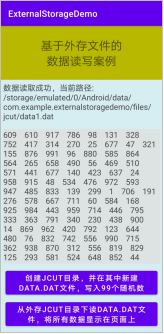 ExternalStorageDemo
基于外存文件的
数据读写案例
数据读取成功，当前路径:
/storage/emulated/0/Android/data/
com.example.externalstoragedemo/files/
jcut/data1.dat
609 610 917 786 98 131 328
752 417 314 270 25 677 47 321
155 876 991 96 880 585 864
564 265 658 490 56 469 510
571 441 677 140 423 637 24
958 915 48 534 476 972 593
947 485 833 139 299 1 706 191
276 578 667 711 60 584 168
925 984 443 959 714 446 795
333 363 791 340 230 438 900
14 869 962 420 792 123 644
480 76 832 742 556 990 715
362 938 870 312 556 819 829
125 293 581 524 648 852 44
创建JCUT目录，并在其中新建
DATA.DAT文件，写入99个随机数
从外存JCUT目录下读DATA.DAT文
件，将所有数据显示在页面上